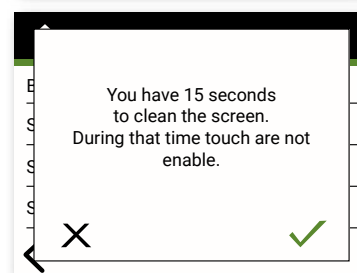 E
S
S
S
You have 15 seconds
to clean the screen.
During that time touch are not
enable.